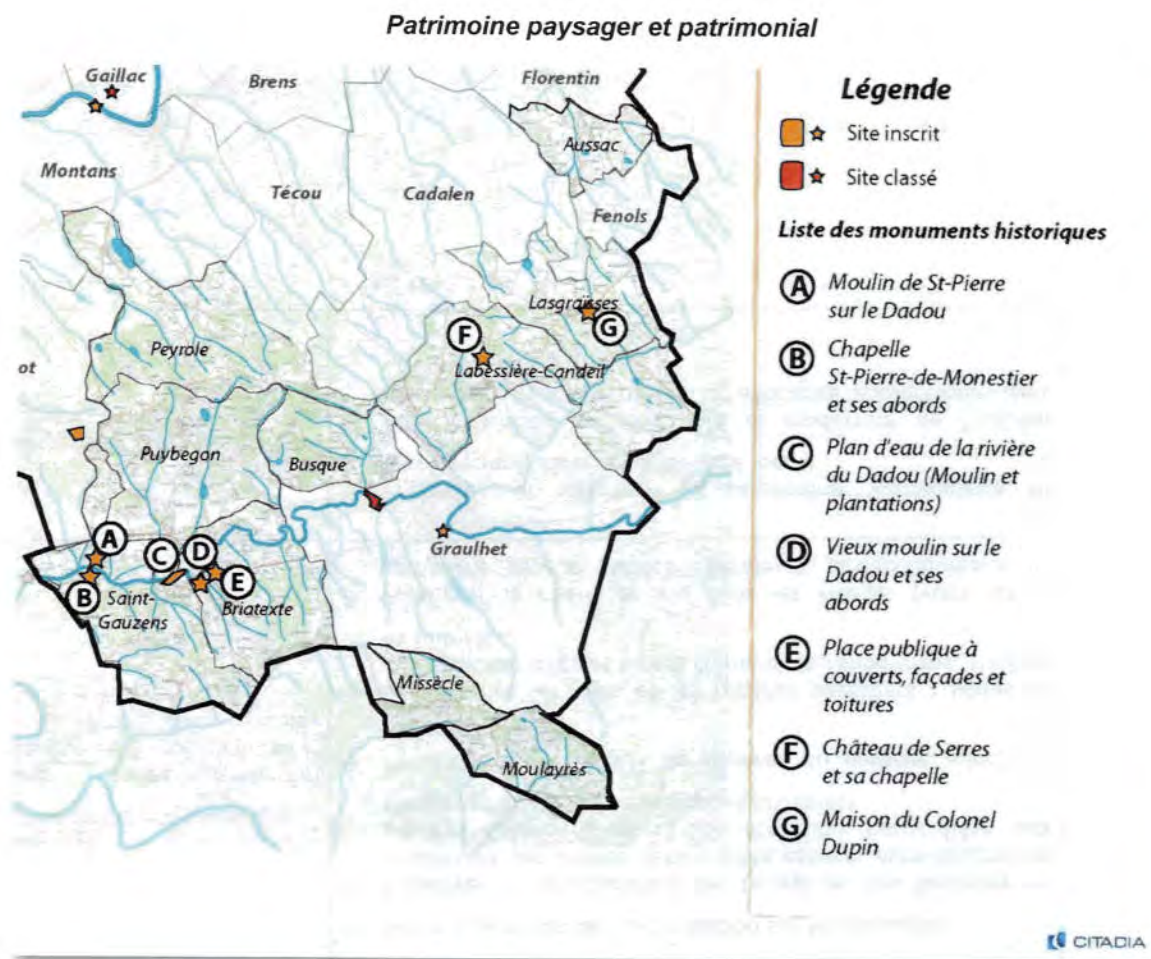 Patrimoine paysager et patrimonial
Gaillac
Brens
Florentin
Aussac
Montans
Técou
Cadalen
Fenols
Lasgraïsses
G
F
Labessière-Candeil
Peyrole
ot
Puybegon
Busque
Graulhet
A
C
D
E
B
Saint-
Gauzens
Briatexte
Missècle
Moulayrès
Légende
Site inscrit
Site classé
Liste des monuments historiques
A
Moulin de St-Pierre
sur le Dadou
B
Chapelle
St-Pierre-de-Monestier
et ses abords
C
Plan d'eau de la rivière
du Dadou (Moulin et
plantations)
D
Vieux moulin sur le
Dadou et ses
abords
E
Place publique à
couverts, façades et
toitures
F
Château de Serres
et sa chapelle
G
Maison du Colonel
Dupin
CITADIA